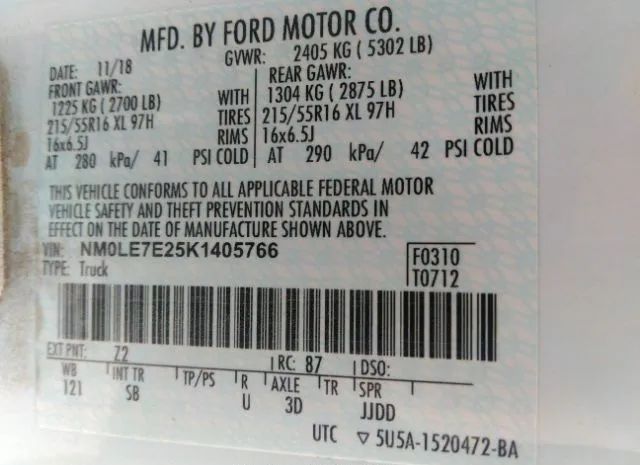 MFD. BY FORD MOTOR CO.
DATE: 11/18 GVWR: 2405 KG ( 5302 LB)
FRONT GAWR: REAR GAWR:
1225 KG ( 2700 LB) WITH 1304 KG ( 2875 LB) WITH
215/55R16 XL 97H TIRES 215/55R16 XL 97H TIRES
16x6.5J RIMS 16x6.5J RIMS
AT 280 kPa/ 41 PSI COLD AT 290 kPa/ 42 PSI COLD
THIS VEHICLE CONFORMS TO ALL APPLICABLE FEDERAL MOTOR
VEHICLE SAFETY AND THEFT PREVENTION STANDARDS IN
EFFECT ON THE DATE OF MANUFACTURE SHOWN ABOVE.
VIN: NM0LE7E25K1405766 F0310
TYPE: Truck T0712
EXT PNT: Z2 RC: 87 DSO:
WB INT TR TP/PS R AXLE TR SPR
121 SB U 3D JJDD
UTC ▽ 5U5A-1520472-BA